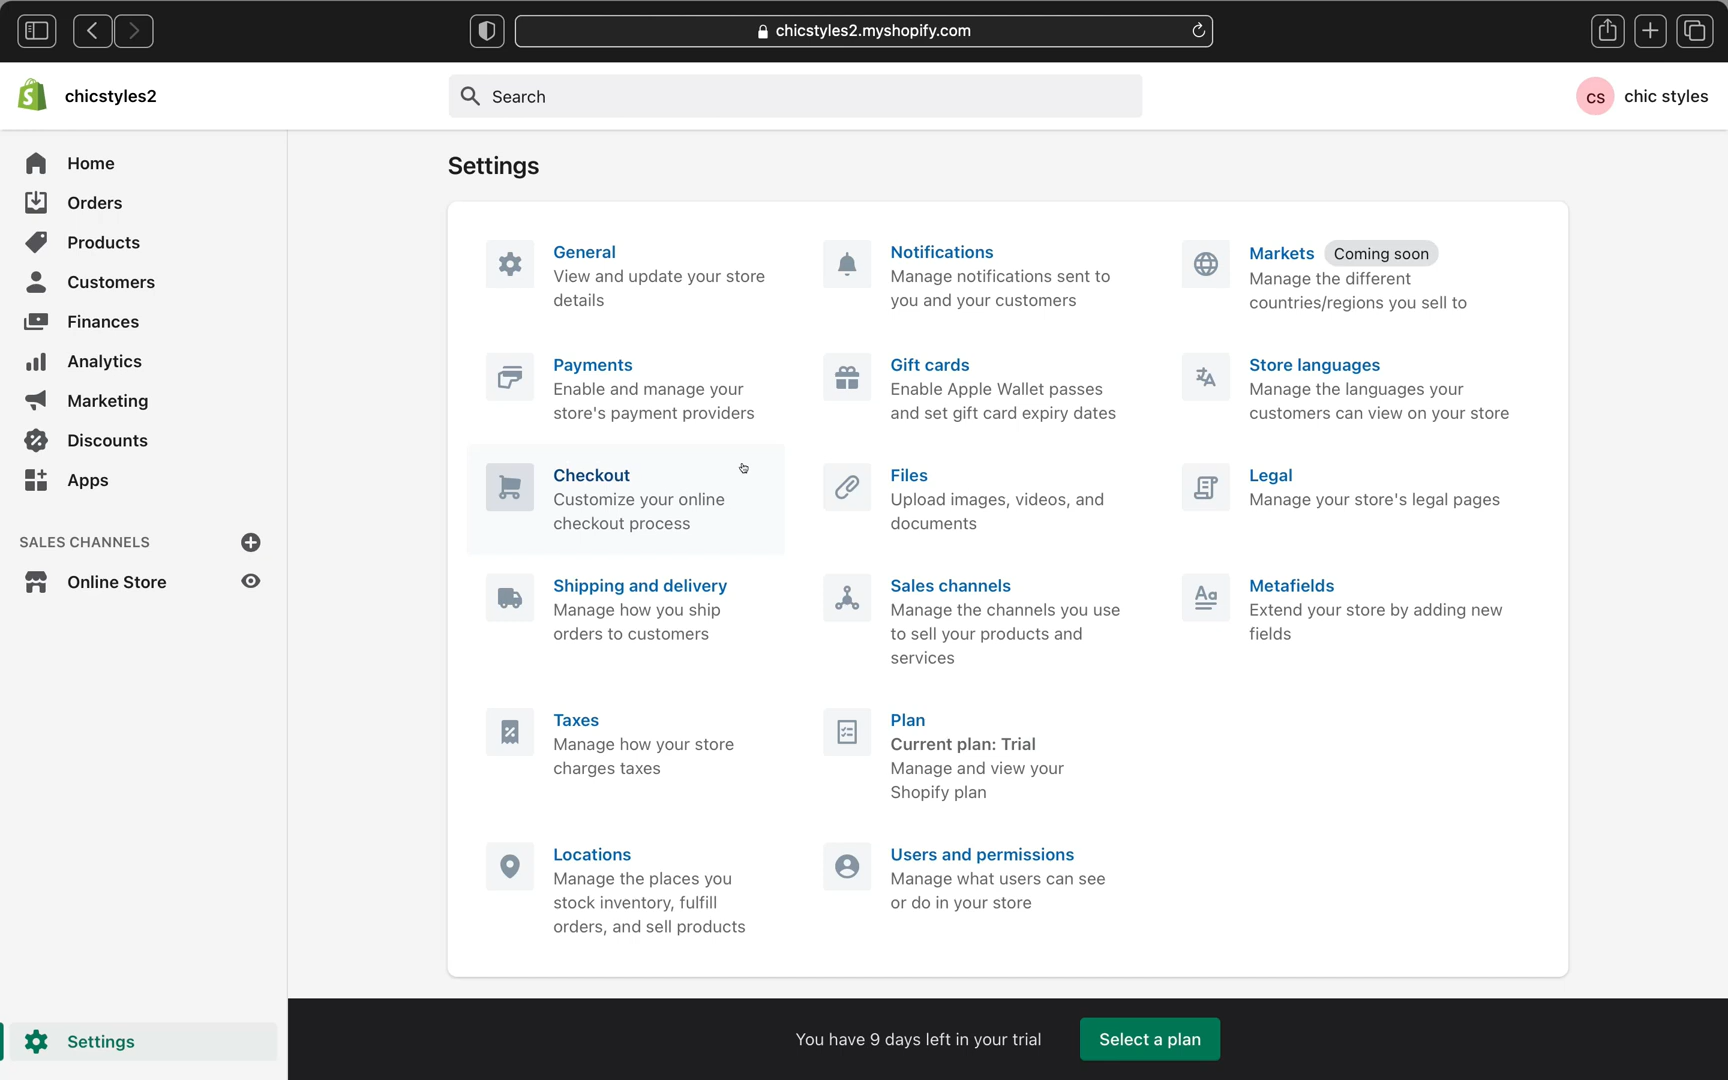 chicstyles2.myshopify.com
chicstyles2
Search
CS
chic styles
Home
Orders
Products
Customers
Finances
Analytics
Marketing
Discounts
Apps
SALES CHANNELS
Online Store
Settings
Settings
General
View and update your store
details
Payments
Enable and manage your
store's payment providers
Checkout
Customize your online
checkout process
Shipping and delivery
Manage how you ship
orders to customers
Taxes
Manage how your store
charges taxes
Locations
Manage the places you
stock inventory, fulfill
orders, and sell products
Notifications
Manage notifications sent to
you and your customers
Gift cards
Enable Apple Wallet passes
and set gift card expiry dates
Files
Upload images, videos, and
documents
Sales channels
Manage the channels you use
to sell your products and
services
Plan
Current plan: Trial
Manage and view your
Shopify plan
Users and permissions
Manage what users can see
or do in your store
Markets Coming soon
Manage the different
countries/regions you sell to
Store languages
Manage the languages your
customers can view on your store
Legal
Manage your store's legal pages
Aa
Metafields
Extend your store by adding new
fields
You have 9 days left in your trial
Select a plan